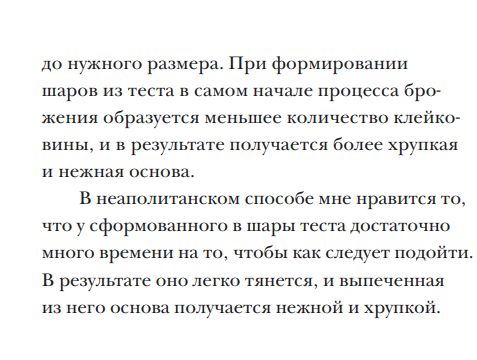 до нужного размера. При формировании
шаров из теста в самом начале процесса бро-
жения образуется меньшее количество клейко-
вины, и в результате получается более хрупкая
и нежная основа.
В неаполитанском способе мне нравится то,
что у сформованного в шары теста достаточно
много времени на то, чтобы как следует подойти.
В результате оно легко тянется, и выпеченная
из него основа получается нежной и хрупкой.